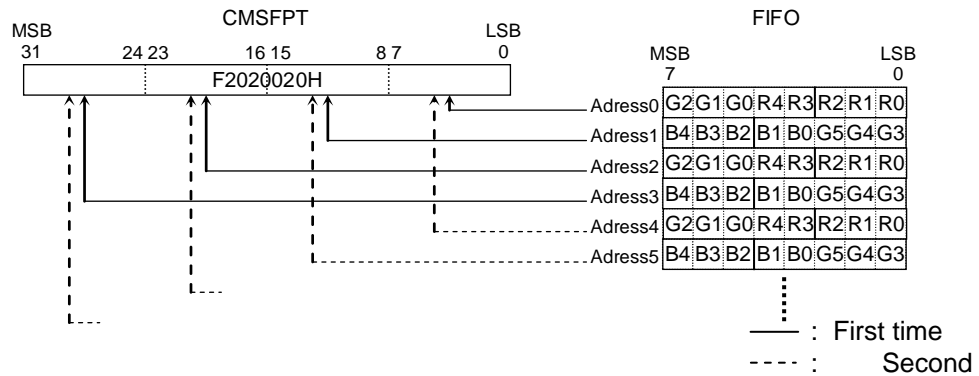 CMSFPT
FIFO
MSB LSB
31 24 23 16 15 8 7 0
F2020020H
MSB LSB
7 0
Adress0 G2 G1 G0 R4 R3 R2 R1 R0
Adress1 B4 B3 B2 B1 B0 G5 G4 G3
Adress2 G2 G1 G0 R4 R3 R2 R1 R0
Adress3 B4 B3 B2 B1 B0 G5 G4 G3
Adress4 G2 G1 G0 R4 R3 R2 R1 R0
Adress5 B4 B3 B2 B1 B0 G5 G4 G3
: First time
: Second